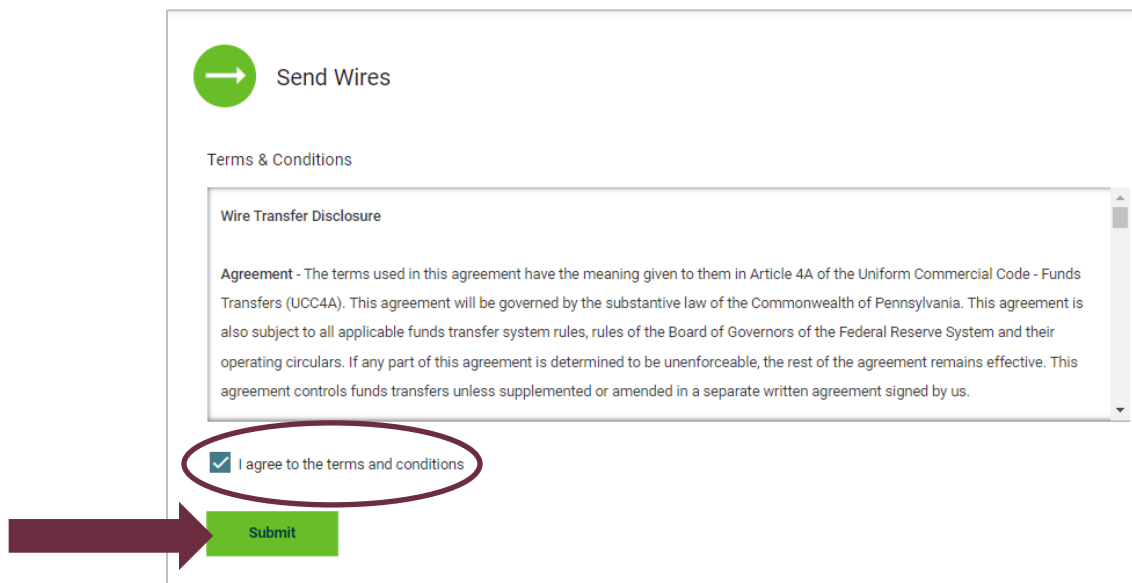 Send Wires
Terms & Conditions
Wire Transfer Disclosure
Agreement - The terms used in this agreement have the meaning given to them in Article 4A of the Uniform Commercial Code - Funds
Transfers (UCC4A). This agreement will be governed by the substantive law of the Commonwealth of Pennsylvania. This agreement is
also subject to all applicable funds transfer system rules, rules of the Board of Governors of the Federal Reserve System and their
operating circulars. If any part of this agreement is determined to be unenforceable, the rest of the agreement remains effective. This
agreement controls funds transfers unless supplemented or amended in a separate written agreement signed by us.
I agree to the terms and conditions
Submit